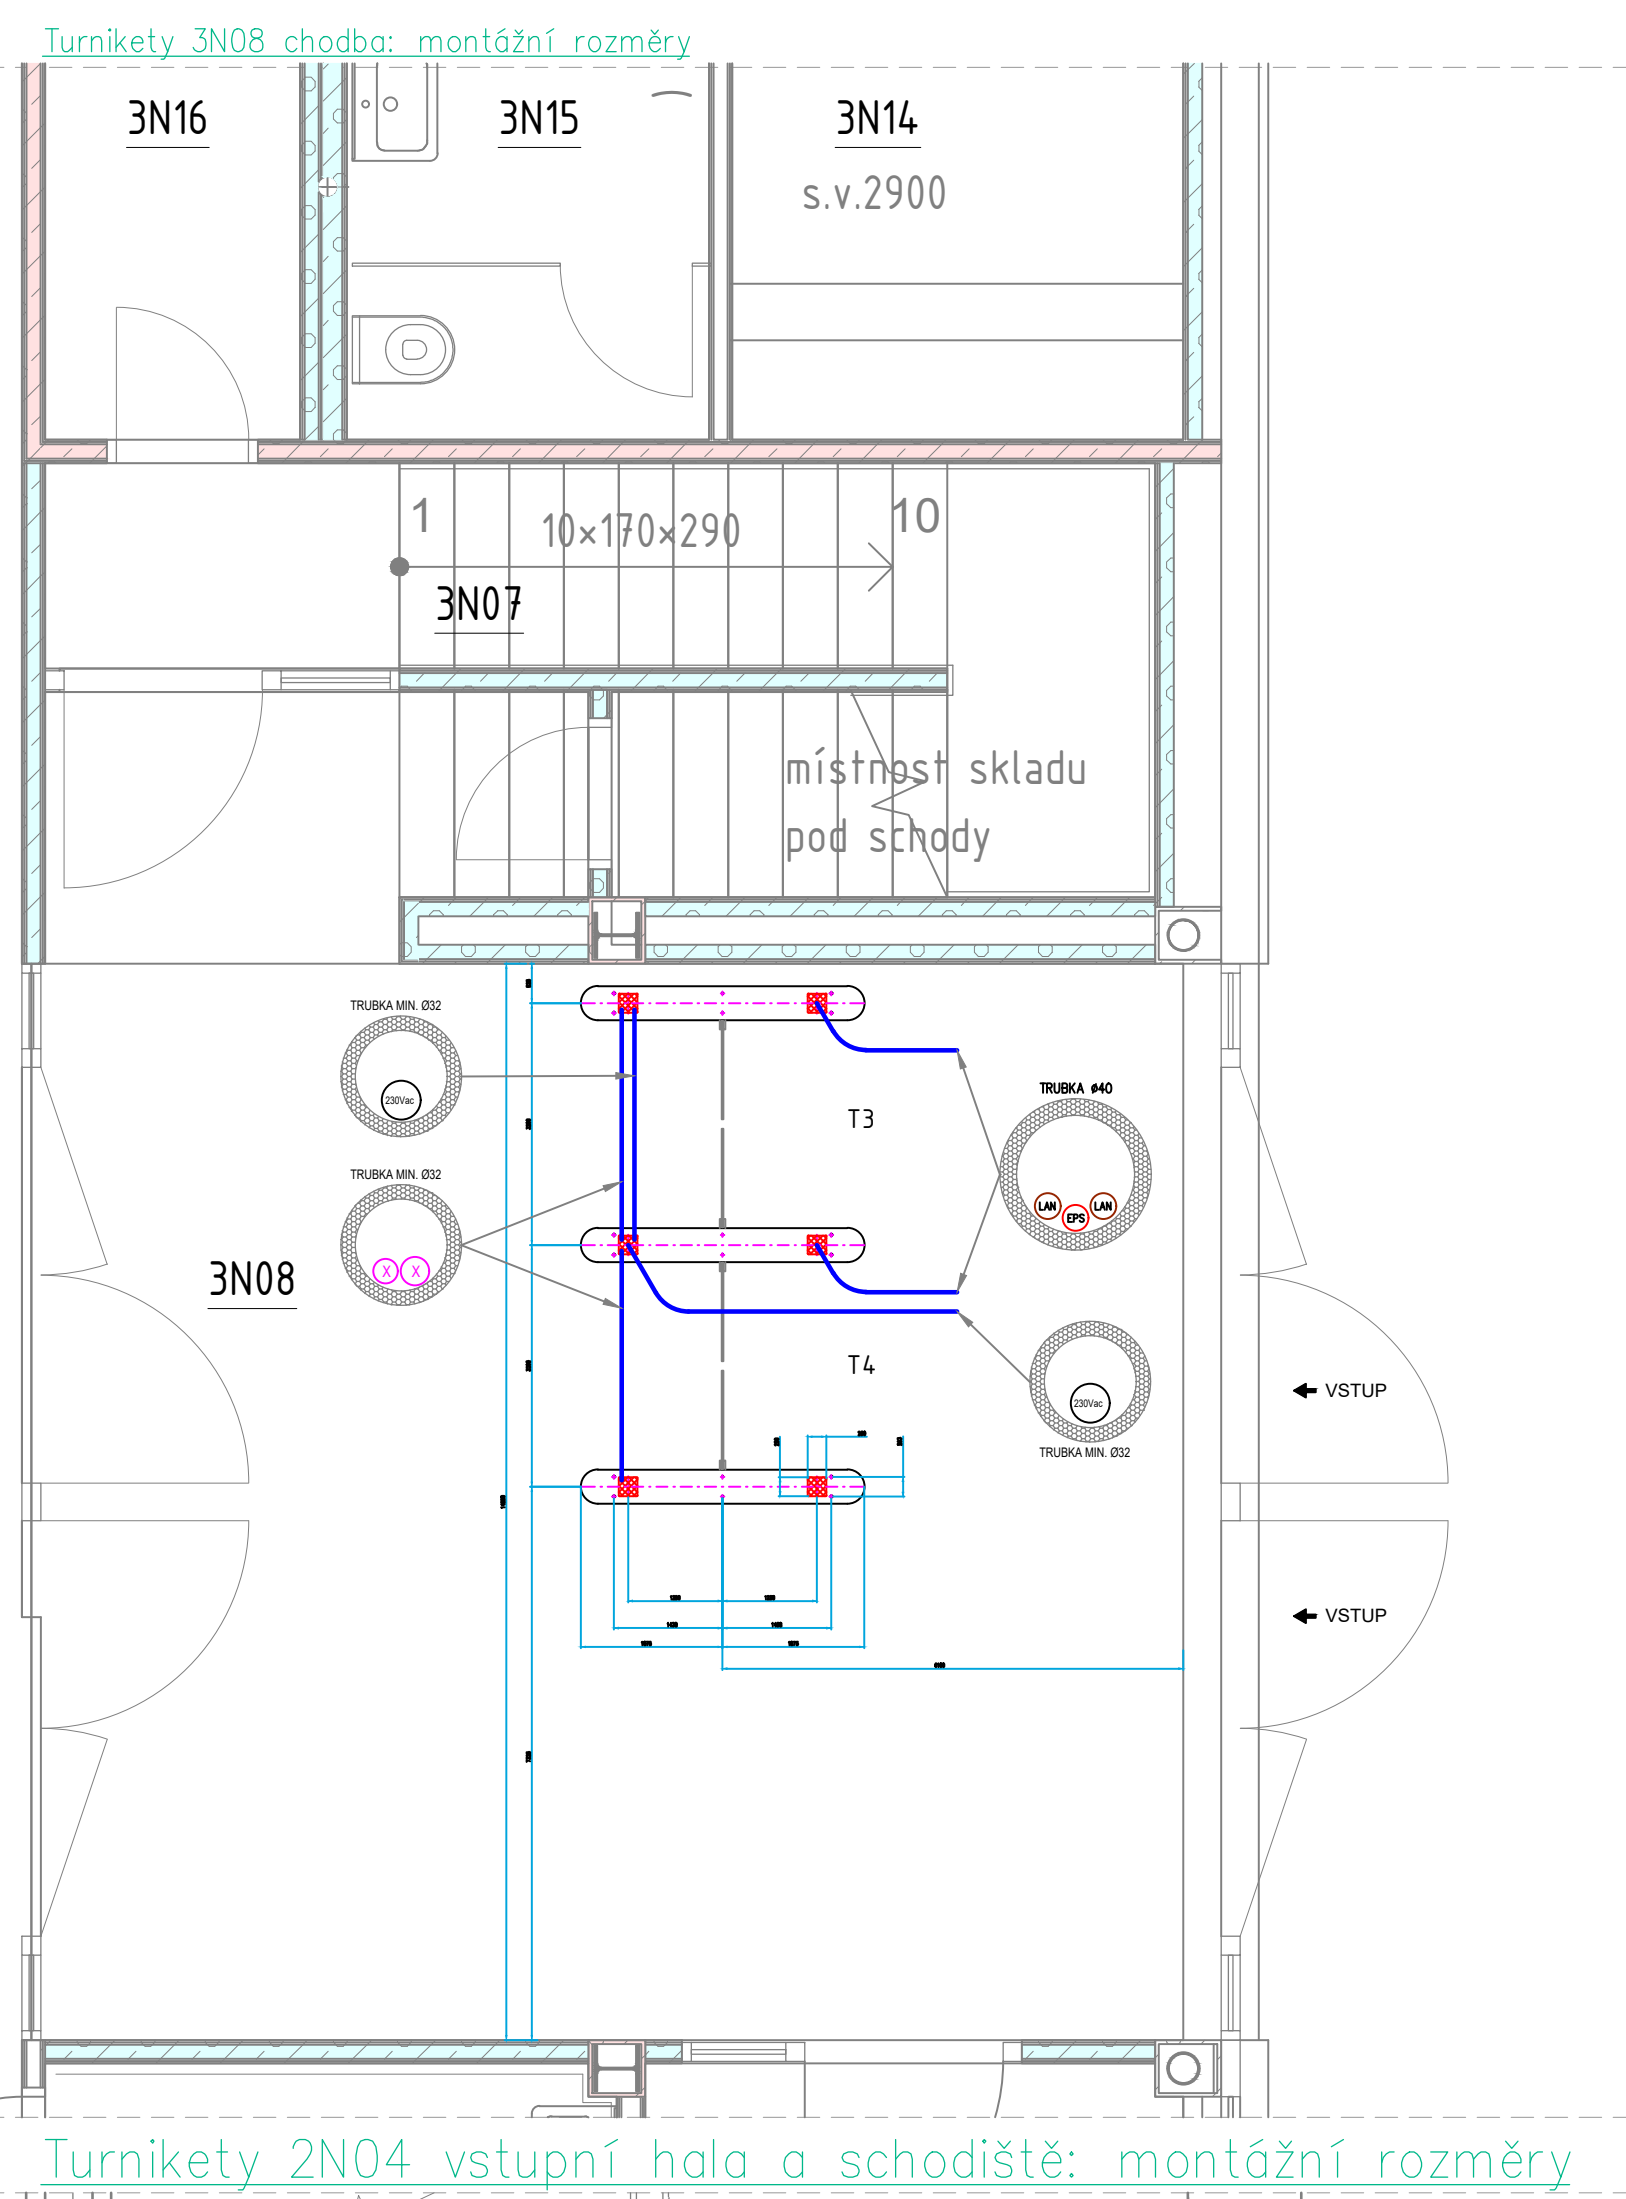 Turnikety 3N08 chodba: montážní rozměry
3N16
3N15
3N14
s.v.2900
1
10×170×290
10
3N07
místnost skladu
pod schody
TRUBKA MIN. Ø32
230Vac
TRUBKA Ø40
T3
LAN
EPS
LAN
TRUBKA MIN. Ø32
X
X
3N08
T4
230Vac
TRUBKA MIN. Ø32
VSTUP
VSTUP
Turnikety 2N04 vstupní hala a schodiště: montážní rozměry